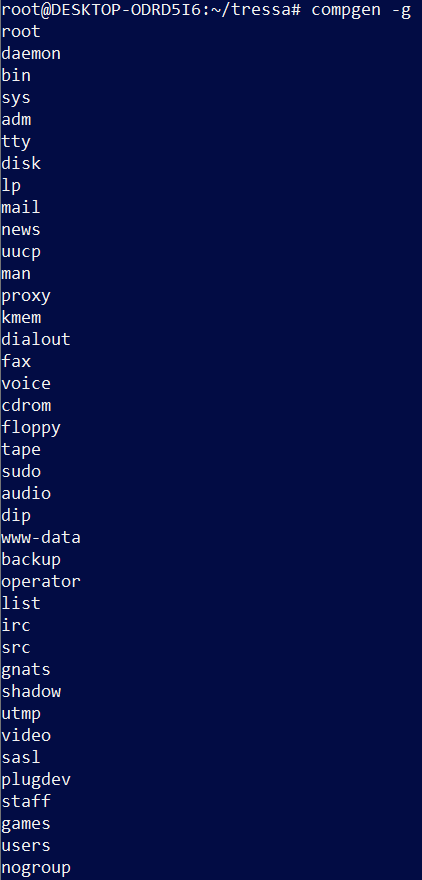 root@DESKTOP-ODRD5I6:~/tressa# compgen -g
root
daemon
bin
sys
adm
tty
disk
lp
mail
news
uucp
man
proxy
kmem
dialout
fax
voice
cdrom
floppy
tape
sudo
audio
dip
www-data
backup
operator
list
irc
src
gnats
shadow
utmp
video
sasl
plugdev
staff
games
users
nogroup